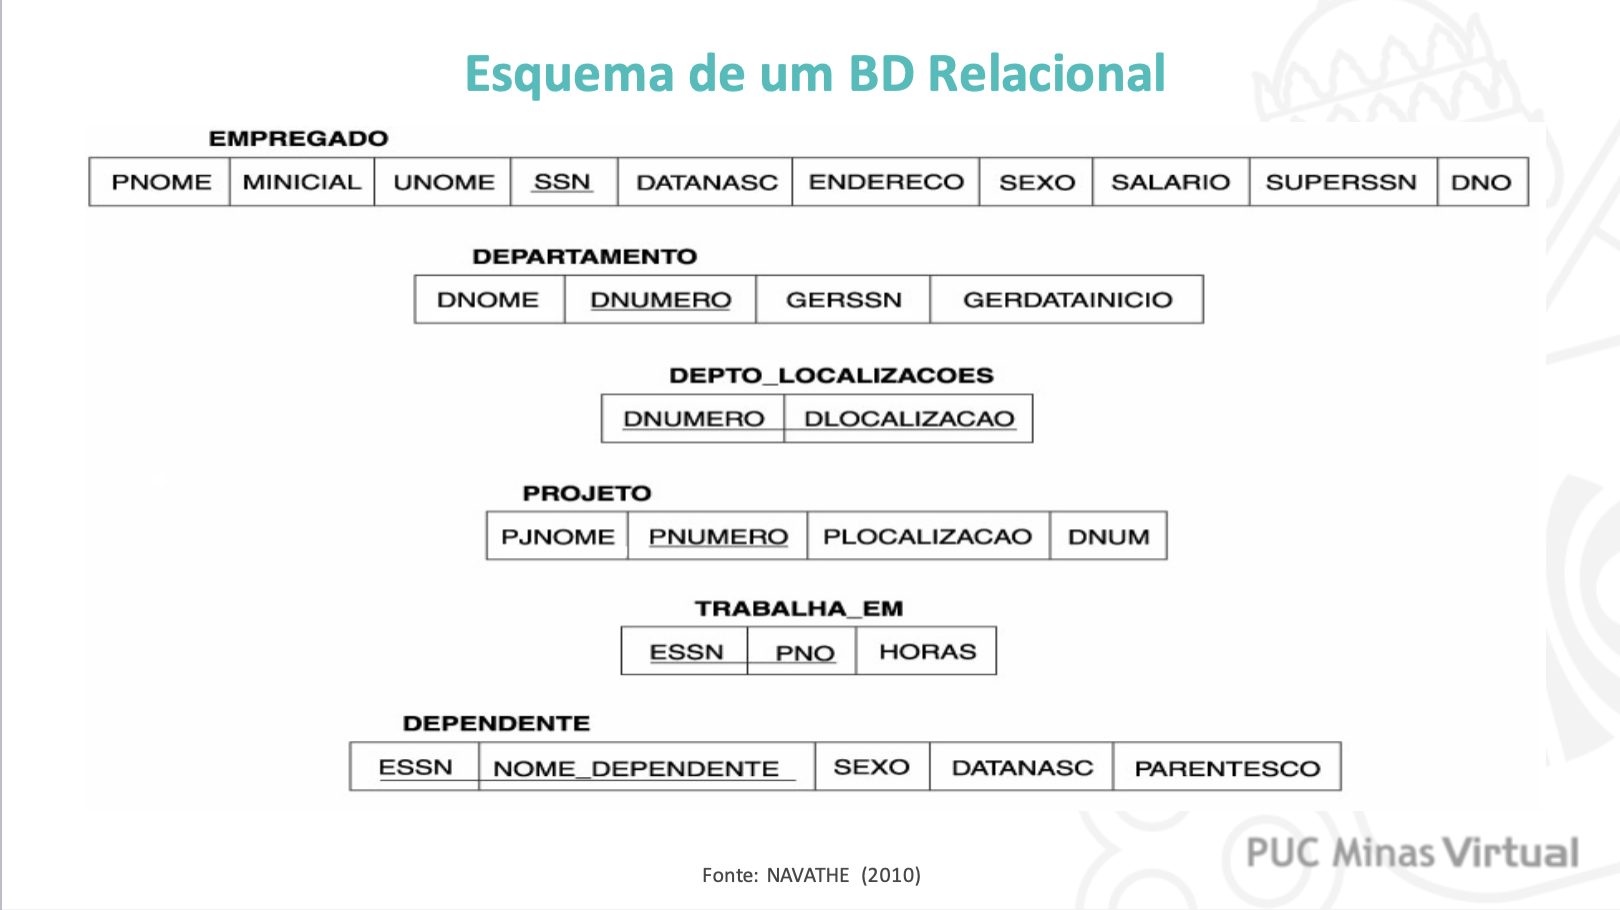 Esquema de um BD Relacional
EMPREGADO
PNOME MINICIAL UNOME SSN DATANASC ENDERECO SEXO SALARIO SUPERSSN DNO
DEPARTAMENTO
DNOME DNUMERO GERSSN GERDATAINICIO
DEPTO_LOCALIZACOES
DNUMERO DLOCALIZACAO
PROJETO
PJNOME PNUMERO PLOCALIZACAO DNUM
TRABALHA_EM
ESSN PNO HORAS
DEPENDENTE
ESSN NOME_DEPENDENTE SEXO DATANASC PARENTESCO
PUC Minas Virtual
Fonte: NAVATHE (2010)